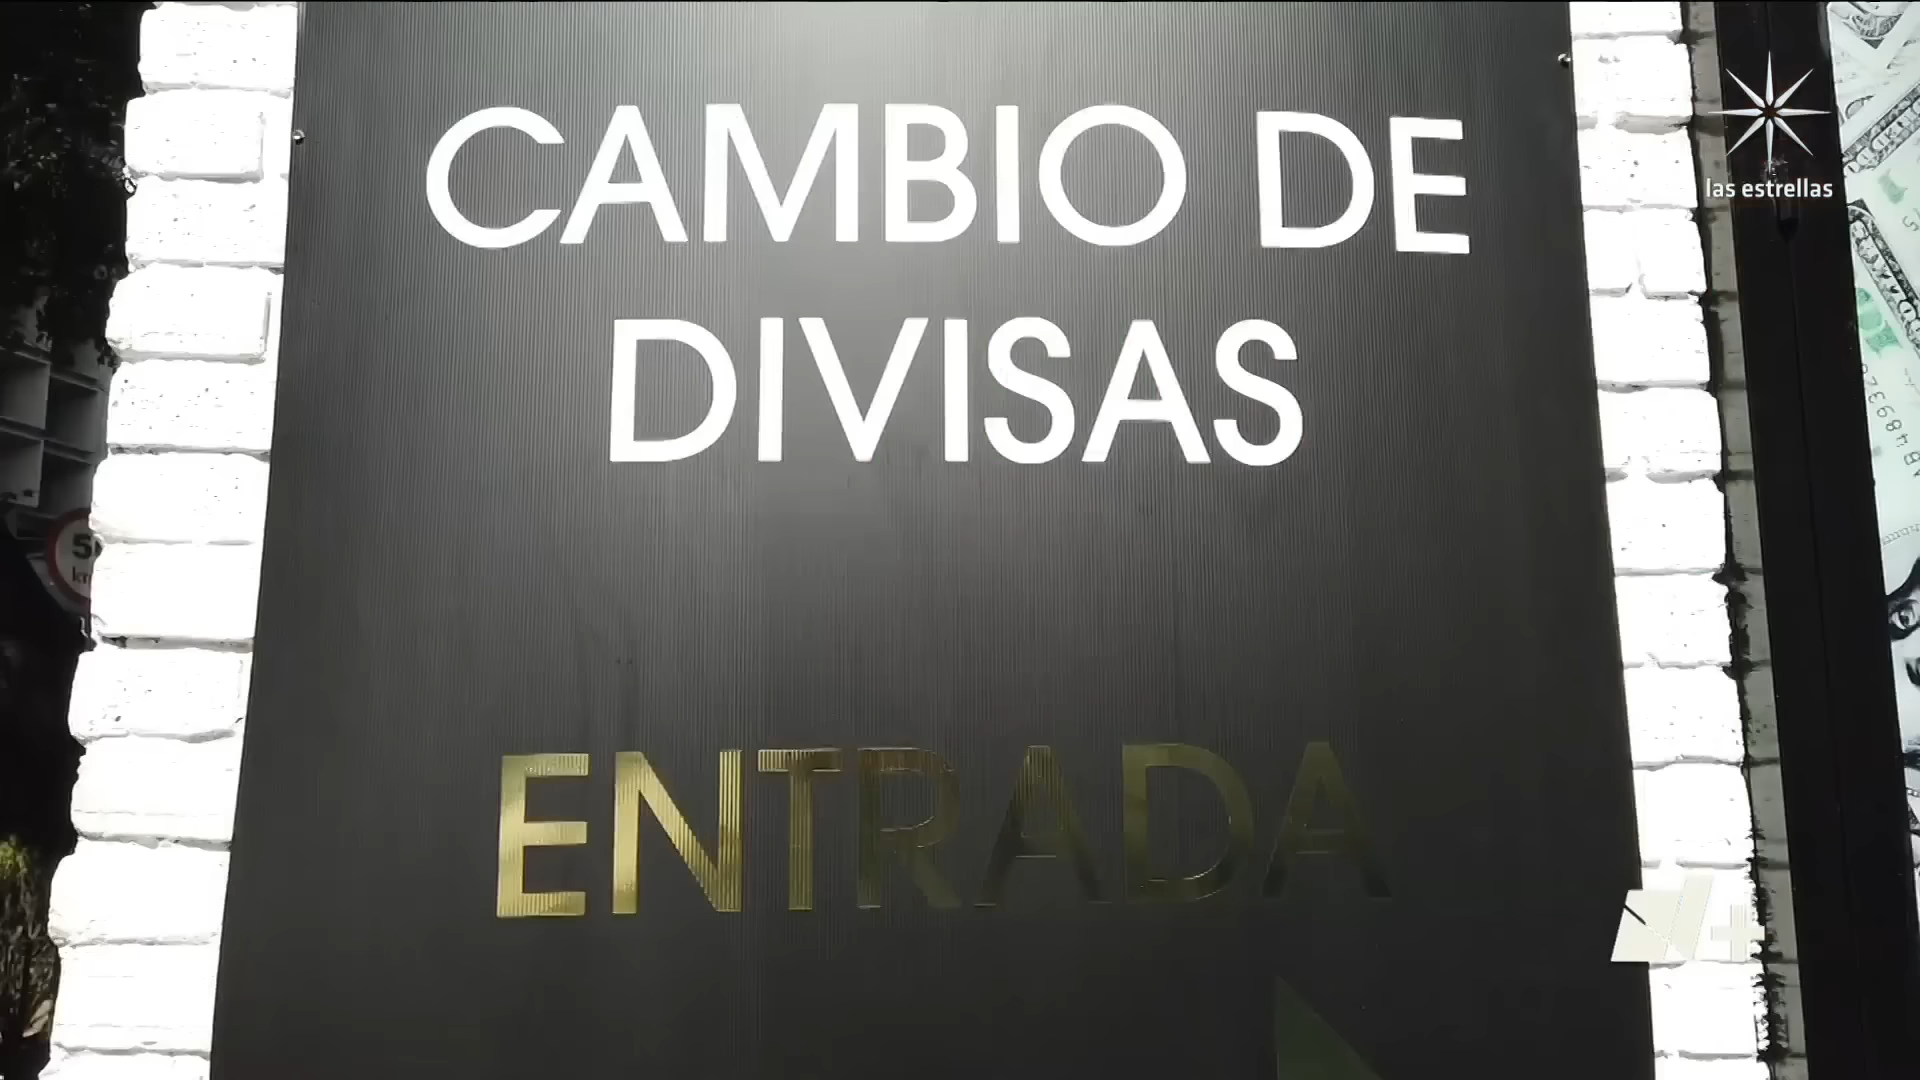 CAMBIO DE
DIVISAS
ENTRADA
las estrellas
N+